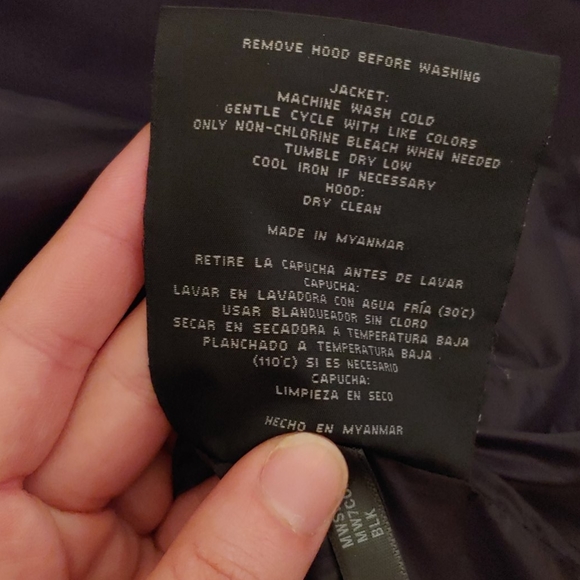 REMOVE HOOD BEFORE WASHING
JACKET:
MACHINE WASH COLD
GENTLE CYCLE WITH LIKE COLORS
ONLY NON-CHLORINE BLEACH WHEN NEEDED
TUMBLE DRY LOW
COOL IRON IF NECESSARY
HOOD:
DRY CLEAN
MADE IN MYANMAR
RETIRE LA CAPUCHA ANTES DE LAVAR
CAPUCHA:
LAVAR EN LAVADORA CON AGUA FRÍA (30°C)
USAR BLANQUEADOR SIN CLORO
SECAR EN SECADORA A TEMPERATURA BAJA
PLANCHADO A TEMPERATURA BAJA
(110°C) SI ES NECESARIO
CAPUCHA:
LIMPIEZA EN SECO
HECHO EN MYANMAR
BLK